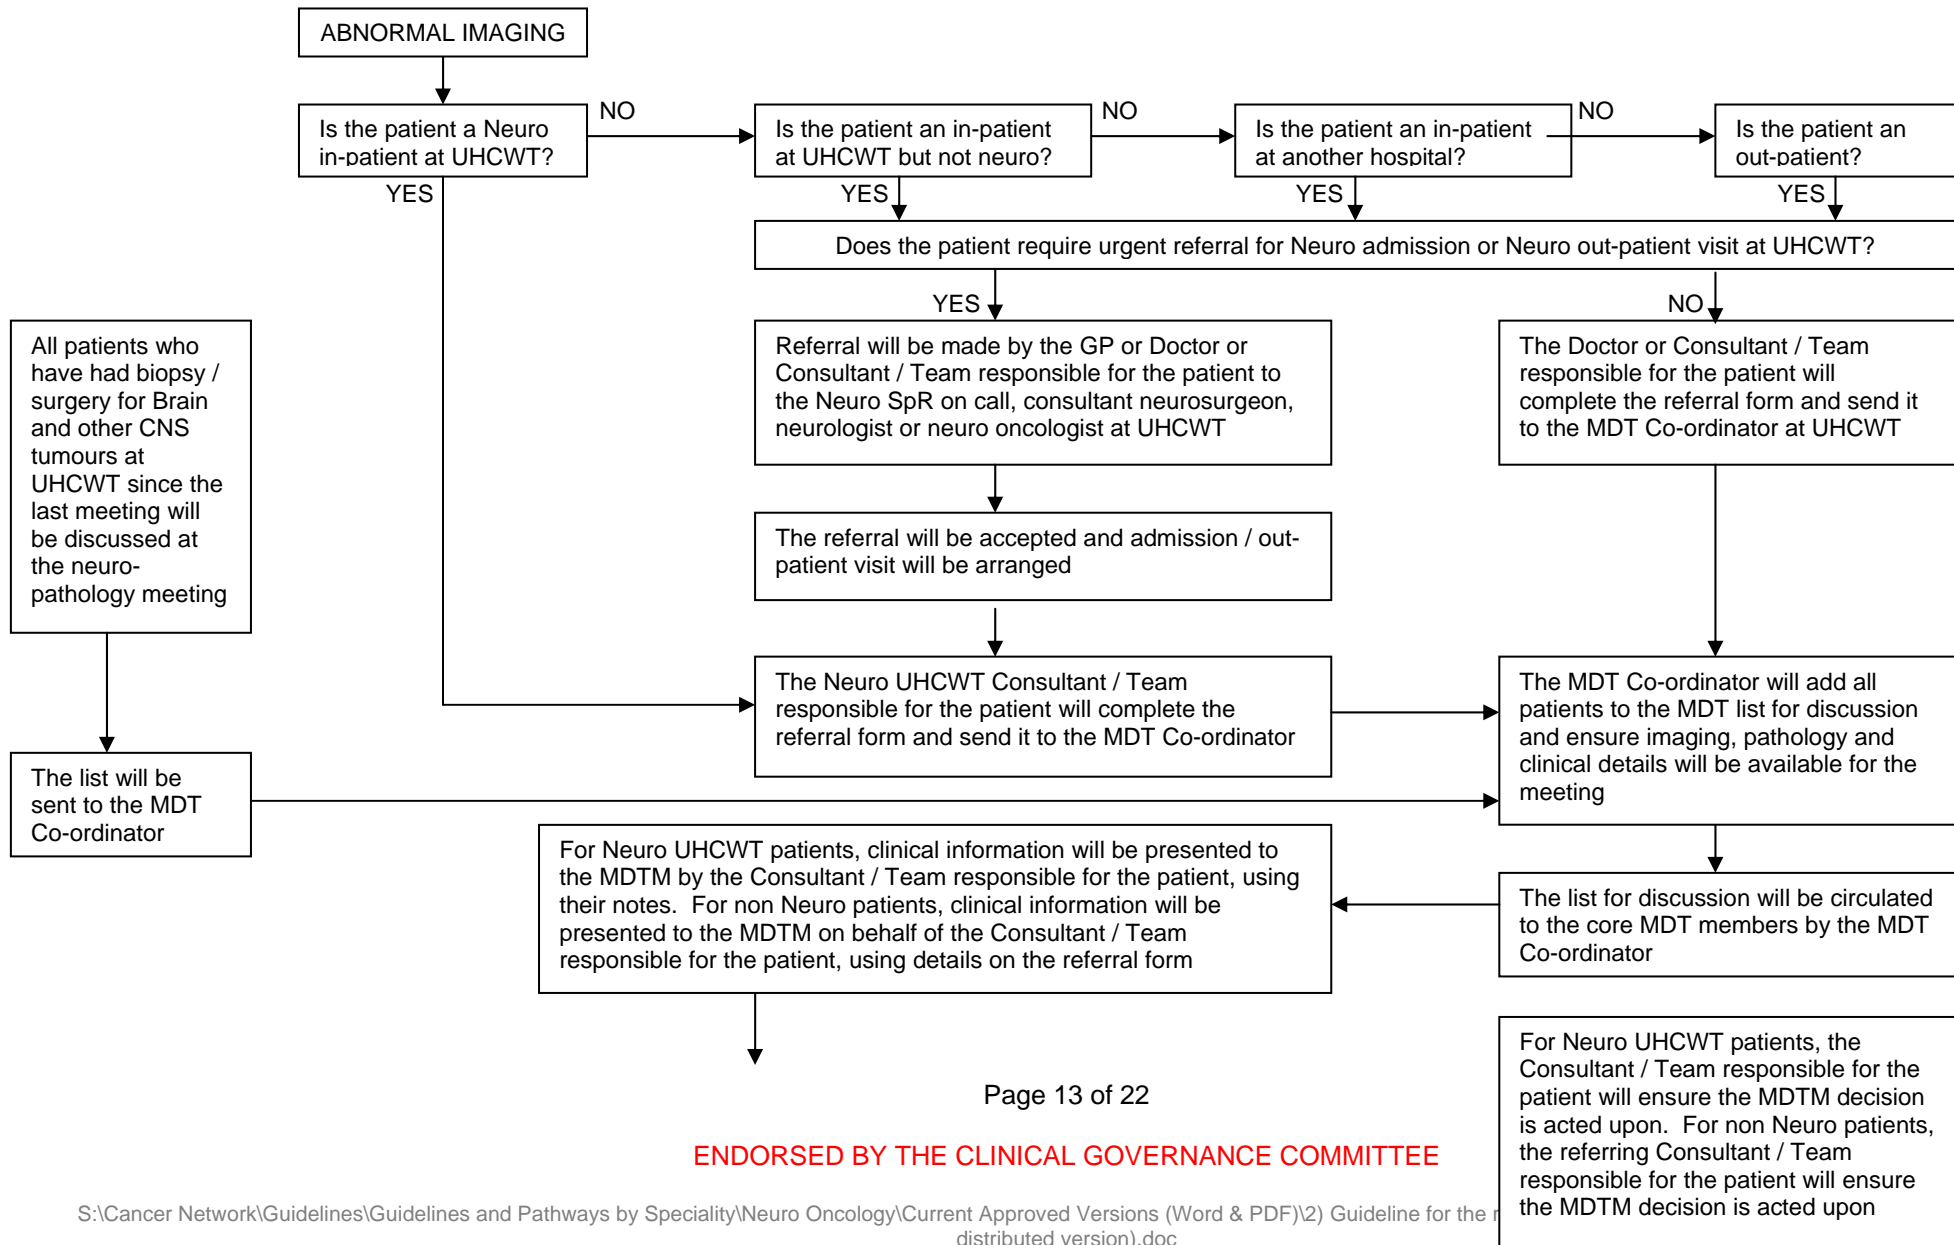 ABNORMAL IMAGING
Is the patient a Neuro
in-patient at UHCWT?
NO
Is the patient an in-patient
at UHCWT but not neuro?
NO
Is the patient an in-patient
at another hospital?
NO
Is the patient an
out-patient?
YES
YES
YES
YES
Does the patient require urgent referral for Neuro admission or Neuro out-patient visit at UHCWT?
YES
NO
All patients who
have had biopsy /
surgery for Brain
and other CNS
tumours at
UHCWT since the
last meeting will
be discussed at
the neuro-
pathology meeting
Referral will be made by the GP or Doctor or
Consultant / Team responsible for the patient to
the Neuro SpR on call, consultant neurosurgeon,
neurologist or neuro oncologist at UHCWT
The Doctor or Consultant / Team
responsible for the patient will
complete the referral form and send it
to the MDT Co-ordinator at UHCWT
The referral will be accepted and admission / out-
patient visit will be arranged
The Neuro UHCWT Consultant / Team
responsible for the patient will complete the
referral form and send it to the MDT Co-ordinator
The MDT Co-ordinator will add all
patients to the MDT list for discussion
and ensure imaging, pathology and
clinical details will be available for the
meeting
The list will be
sent to the MDT
Co-ordinator
For Neuro UHCWT patients, clinical information will be presented to
the MDTM by the Consultant / Team responsible for the patient, using
their notes.  For non Neuro patients, clinical information will be
presented to the MDTM on behalf of the Consultant / Team
responsible for the patient, using details on the referral form
The list for discussion will be circulated
to the core MDT members by the MDT
Co-ordinator
For Neuro UHCWT patients, the
Consultant / Team responsible for the
patient will ensure the MDTM decision
is acted upon.  For non Neuro patients,
the referring Consultant / Team
responsible for the patient will ensure
the MDTM decision is acted upon
Page 13 of 22
ENDORSED BY THE CLINICAL GOVERNANCE COMMITTEE
S:\Cancer Network\Guidelines\Guidelines and Pathways by Speciality\Neuro Oncology\Current Approved Versions (Word & PDF)\2) Guideline for the
distributed version).doc